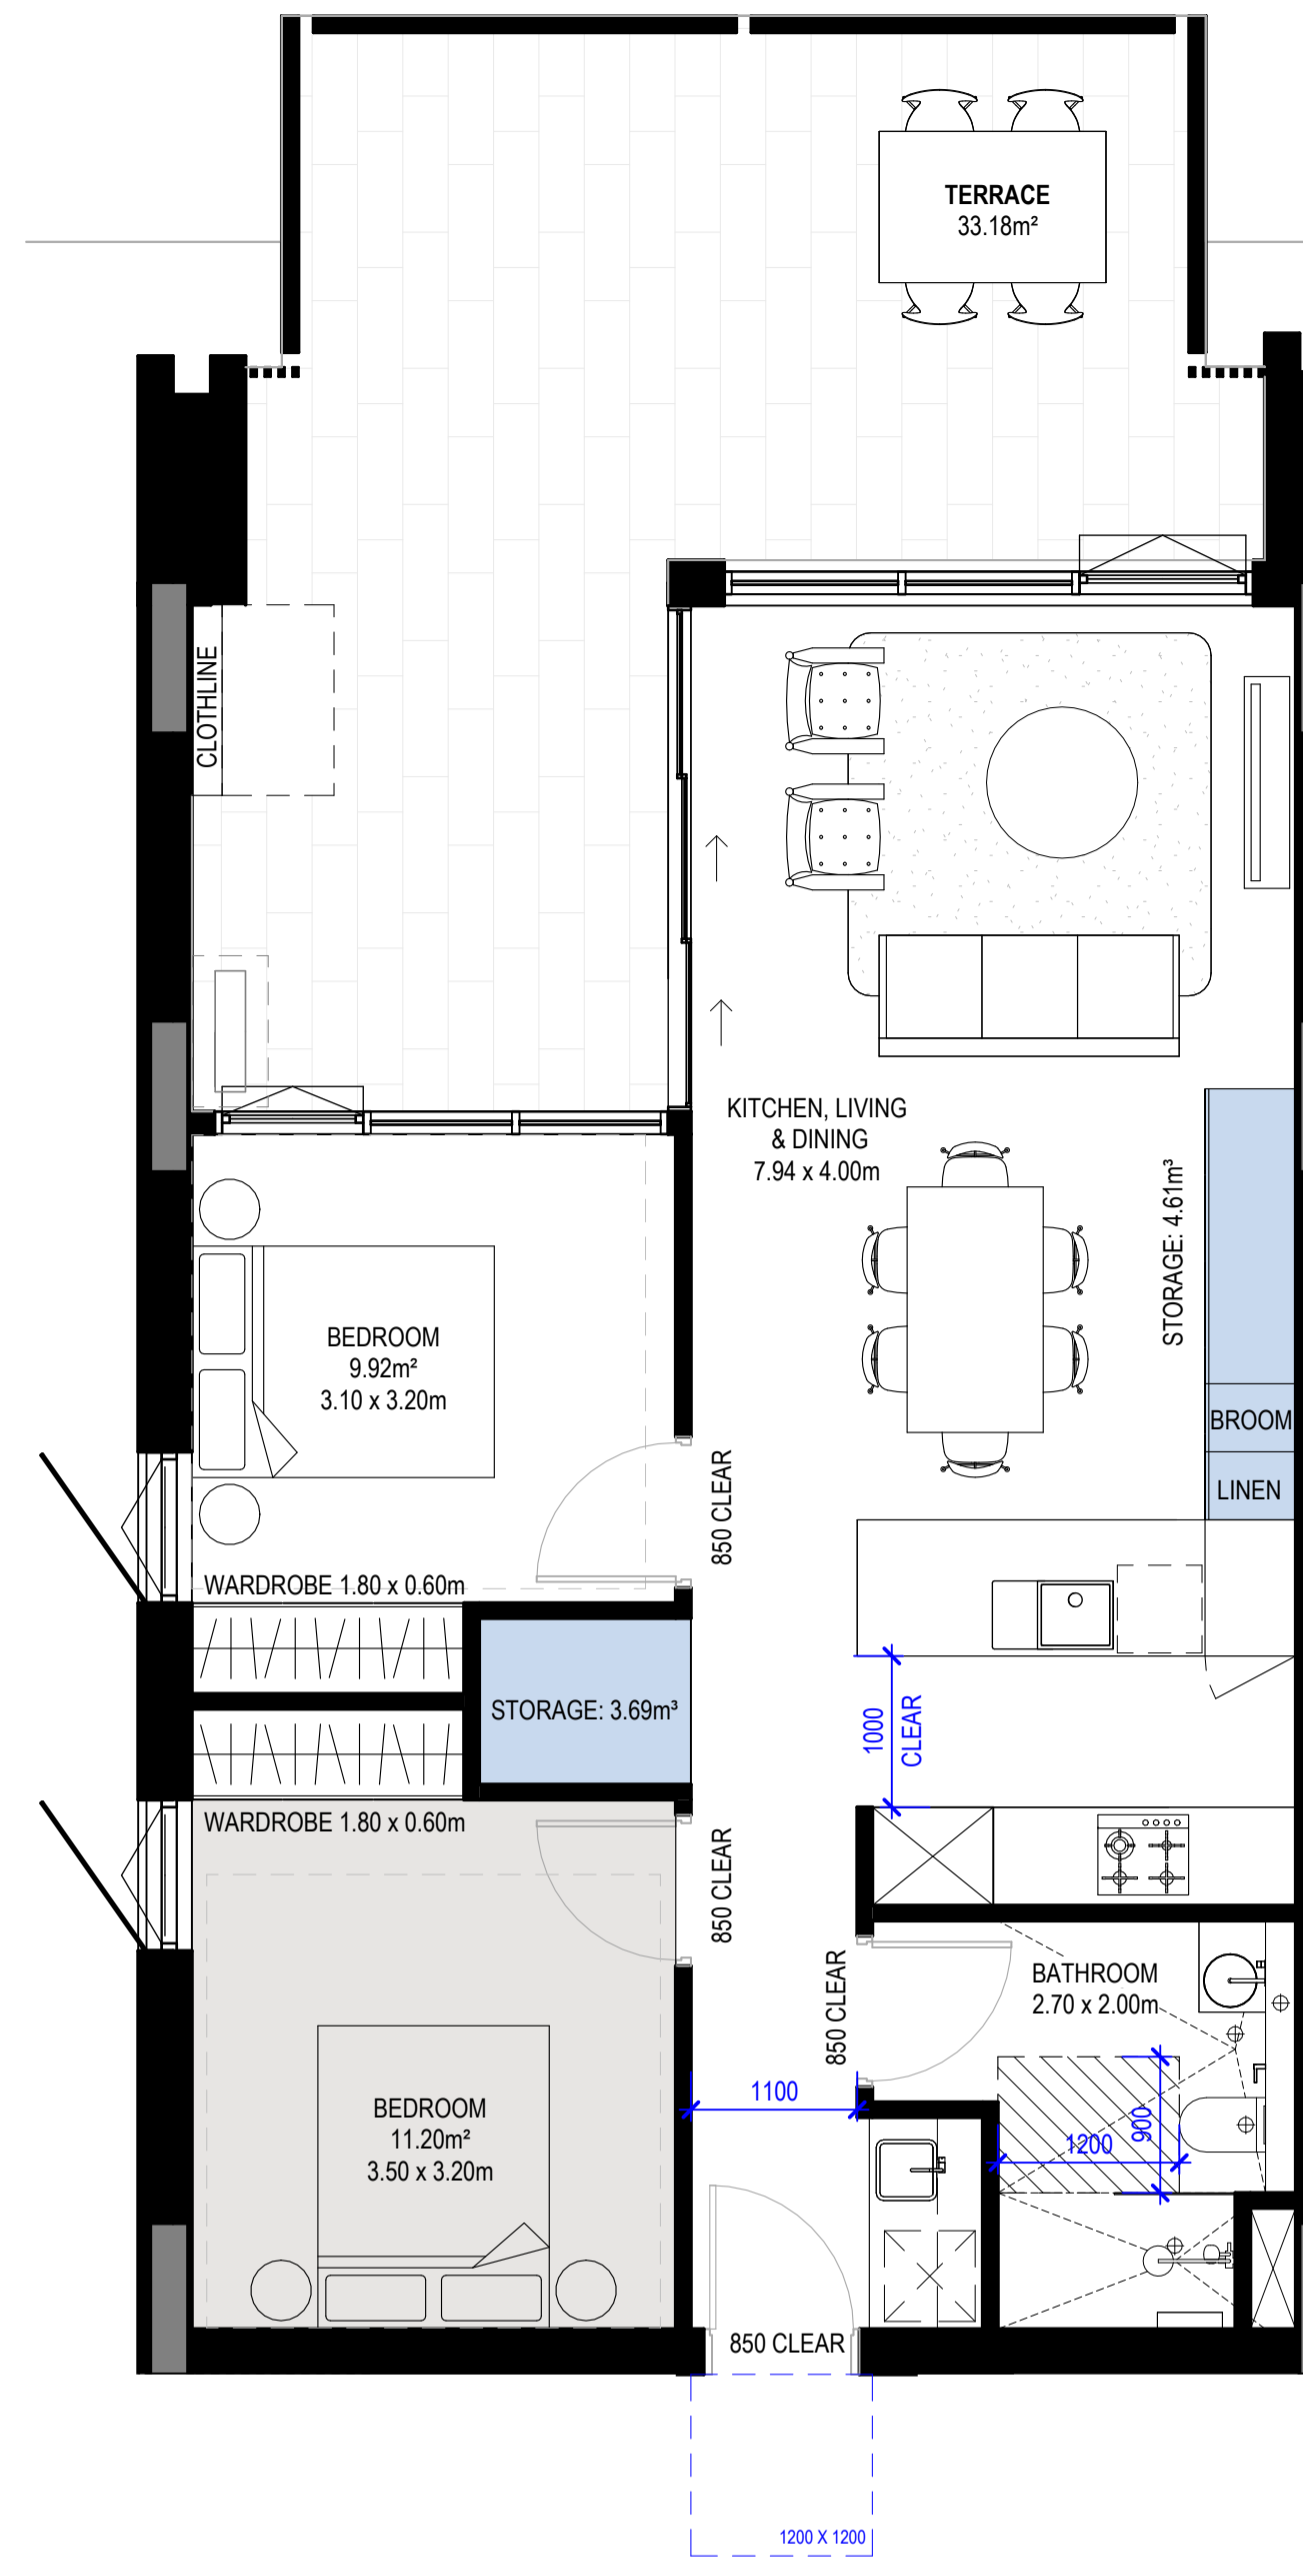 TERRACE
33.18m²
CLOTHLINE
KITCHEN, LIVING
& DINING
7.94 x 4.00m
STORAGE: 4.61m³
BEDROOM
9.92m²
3.10 x 3.20m
BROOM
LINEN
850 CLEAR
WARDROBE 1.80 x 0.60m
STORAGE: 3.69m³
1000
CLEAR
WARDROBE 1.80 x 0.60m
850 CLEAR
850 CLEAR
BATHROOM
2.70 x 2.00m
1100
900
1200
BEDROOM
11.20m²
3.50 x 3.20m
850 CLEAR
1200 X 1200